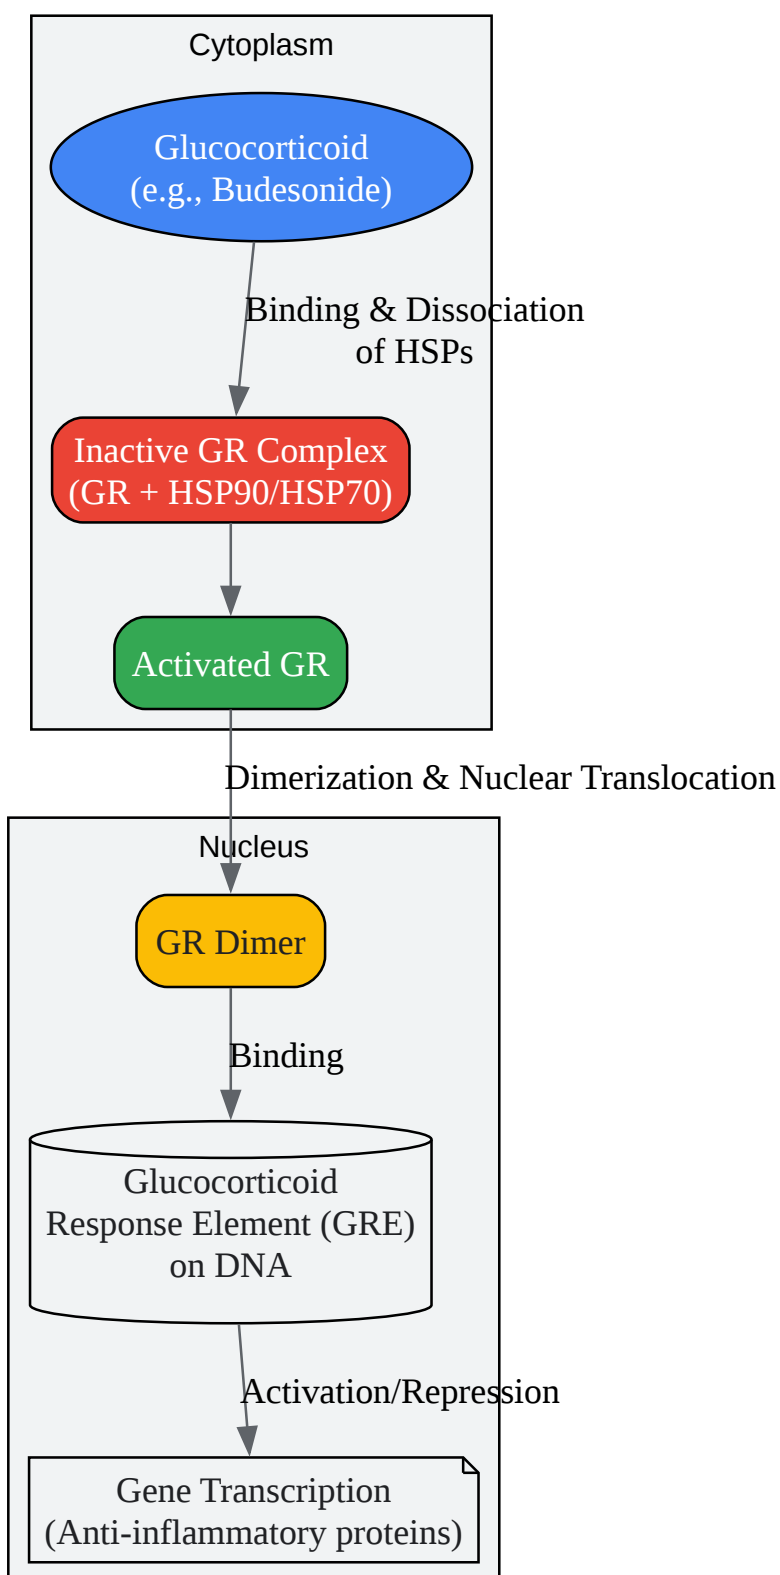 Cytoplasm
Glucocorticoid
(e.g., Budesonide)
Binding & Dissociation
of HSPs
Inactive GR Complex
(GR + HSP90/HSP70)
Activated GR
Dimerization & Nuclear Translocation
Nucleus
GR Dimer
Binding
Glucocorticoid
Response Element (GRE)
on DNA
Activation/Repression
Gene Transcription
(Anti-inflammatory proteins)